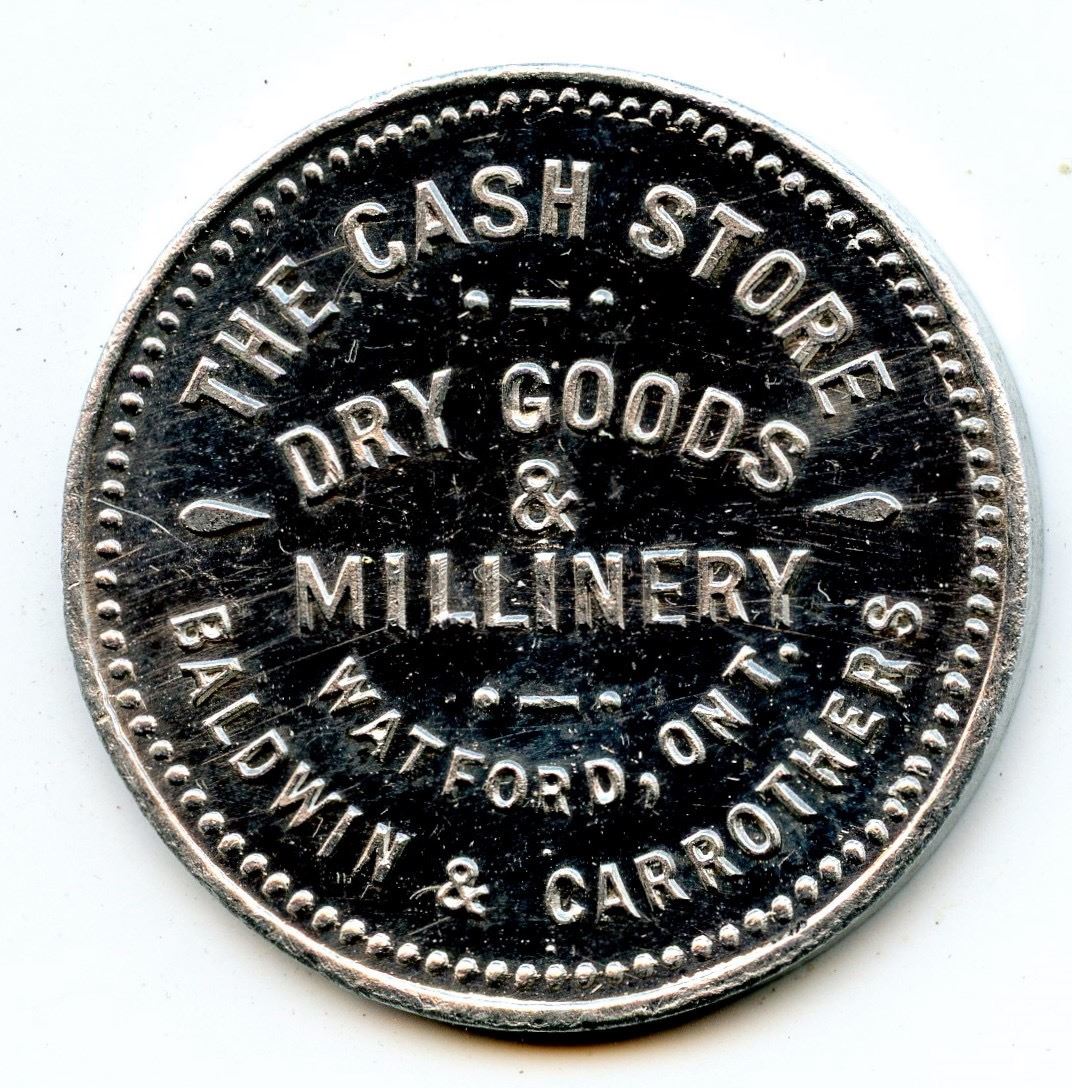 THE CASH STORE
DRY GOODS
&
MILLINERY
WATFORD, ONT.
BALDWIN & CARROTHERS